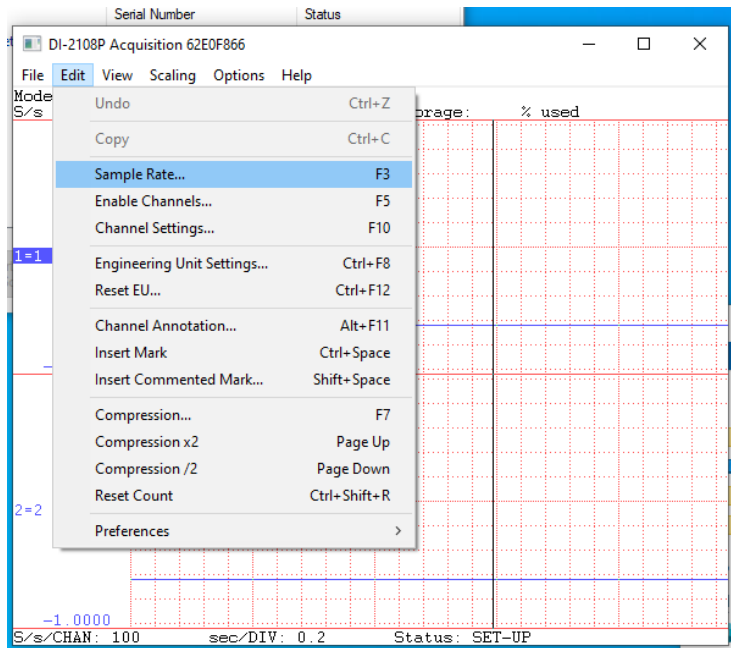 Serial Number Status
DI-2108P Acquisition 62E0F866
File Edit View Scaling Options Help
Mode
S/s % used
Undo Ctrl+Z
Copy Ctrl+C
Sample Rate... F3
Enable Channels... F5
Channel Settings... F10
1=1
Engineering Unit Settings... Ctrl+F8
Reset EU... Ctrl+F12
Channel Annotation... Alt+F11
Insert Mark Ctrl+Space
Insert Commented Mark... Shift+Space
Compression... F7
Compression x2 Page Up
Compression /2 Page Down
Reset Count Ctrl+Shift+R
2=2
Preferences >
-1.0000
S/s/CHAN: 100 sec/DIV: 0.2 Status: SET-UP